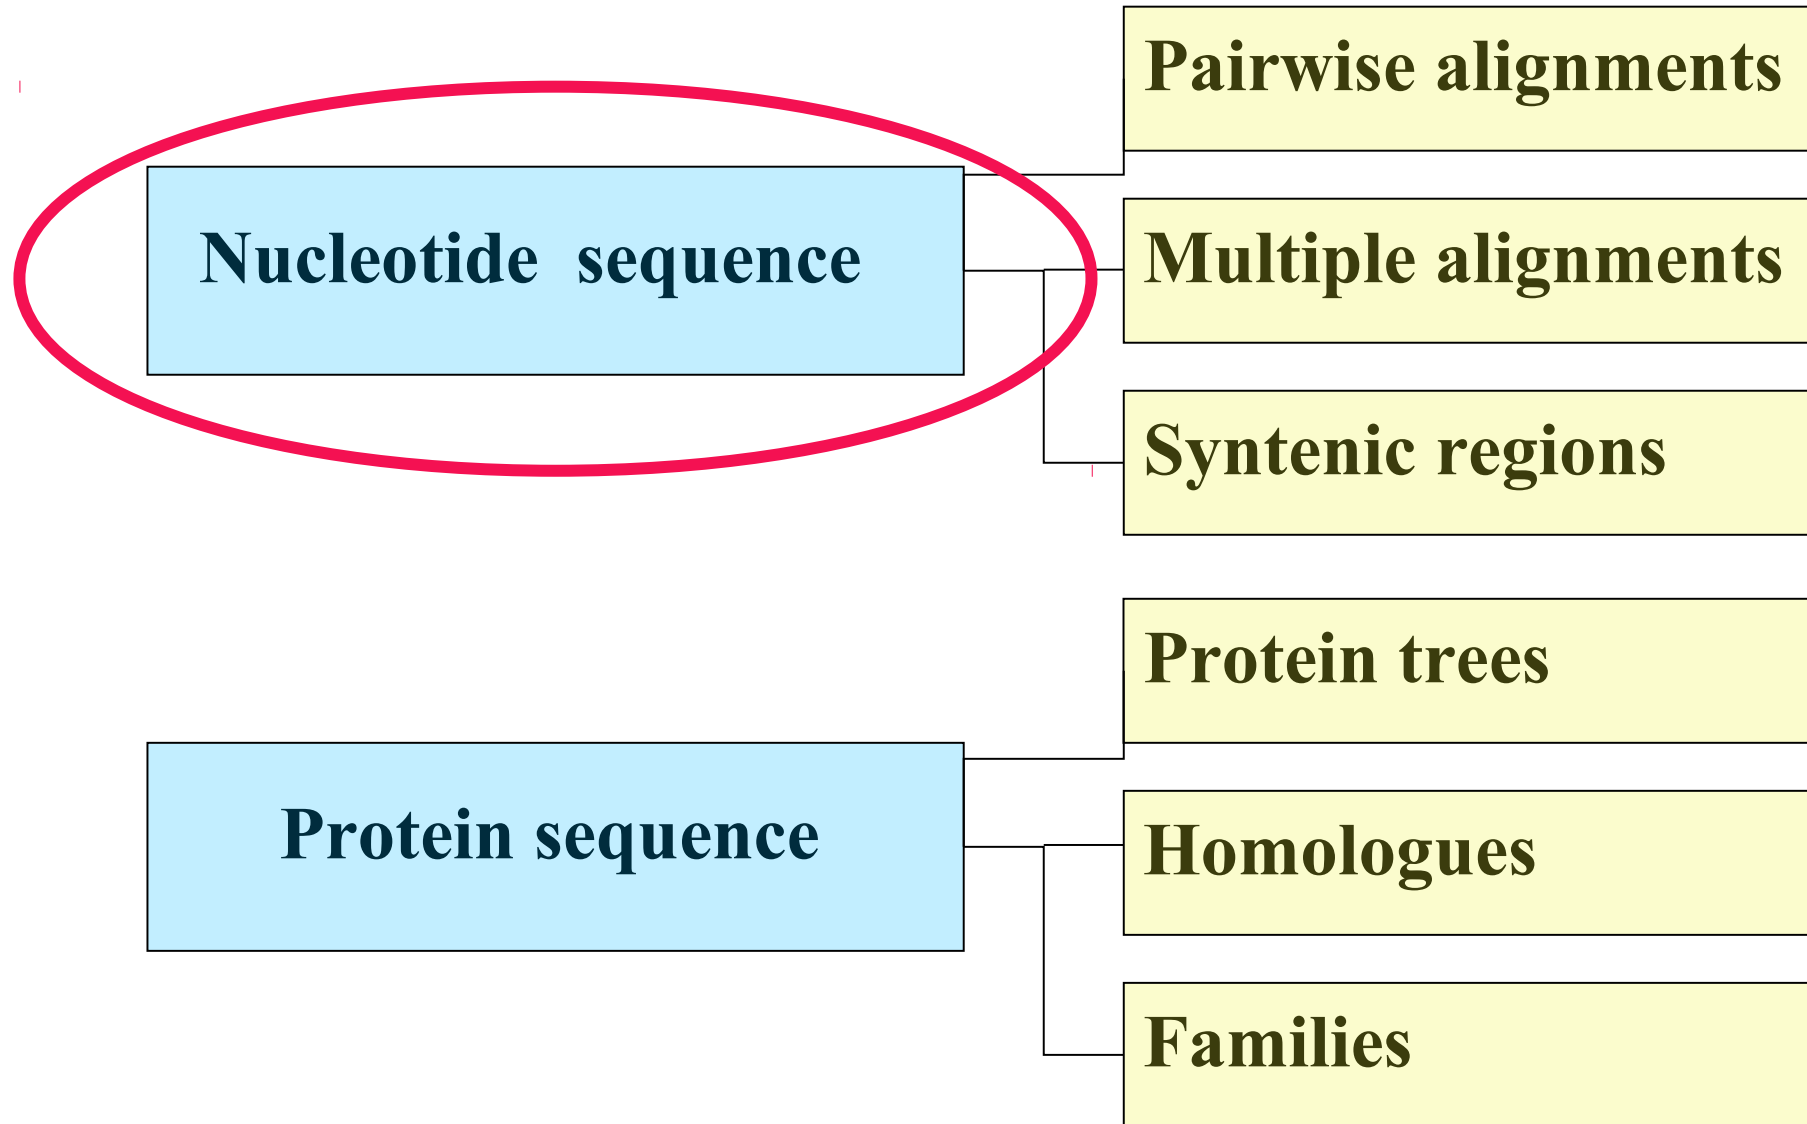 Pairwise alignments
Nucleotide sequence
Multiple alignments
Syntenic regions
Protein trees
Protein sequence
Homologues
Families